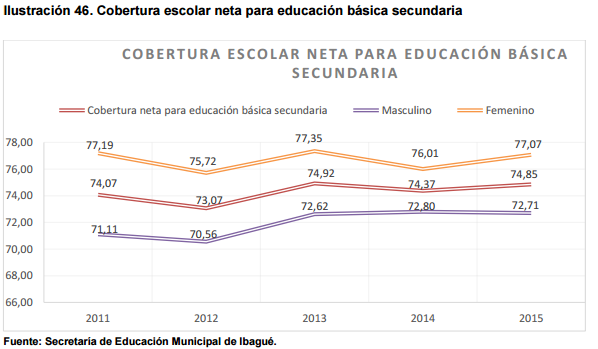 Ilustración 46. Cobertura escolar neta para educación básica secundaria
COBERTURA ESCOLAR NETA PARA EDUCACIÓN BÁSICA
SECUNDARIA
Cobertura neta para educación básica secundaria Masculino Femenino
78,00
76,00
74,00
72,00
70,00
68,00
66,00
77,19 75,72 77,35 76,01 77,07
74,07 73,07 74,92 74,37 74,85
71,11 70,56 72,62 72,80 72,71
2011 2012 2013 2014 2015
Fuente: Secretaría de Educación Municipal de Ibagué.